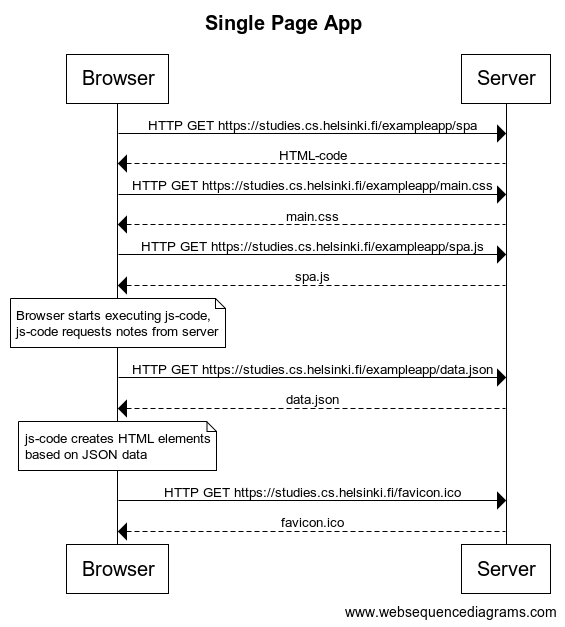 Single Page App
Browser
Server
HTTP GET https://studies.cs.helsinki.fi/exampleapp/spa
HTML-code
HTTP GET https://studies.cs.helsinki.fi/exampleapp/main.css
main.css
HTTP GET https://studies.cs.helsinki.fi/exampleapp/spa.js
spa.js
Browser starts executing js-code,
js-code requests notes from server
HTTP GET https://studies.cs.helsinki.fi/exampleapp/data.json
data.json
js-code creates HTML elements
based on JSON data
HTTP GET https://studies.cs.helsinki.fi/favicon.ico
favicon.ico
Browser
Server
www.websequencediagrams.com